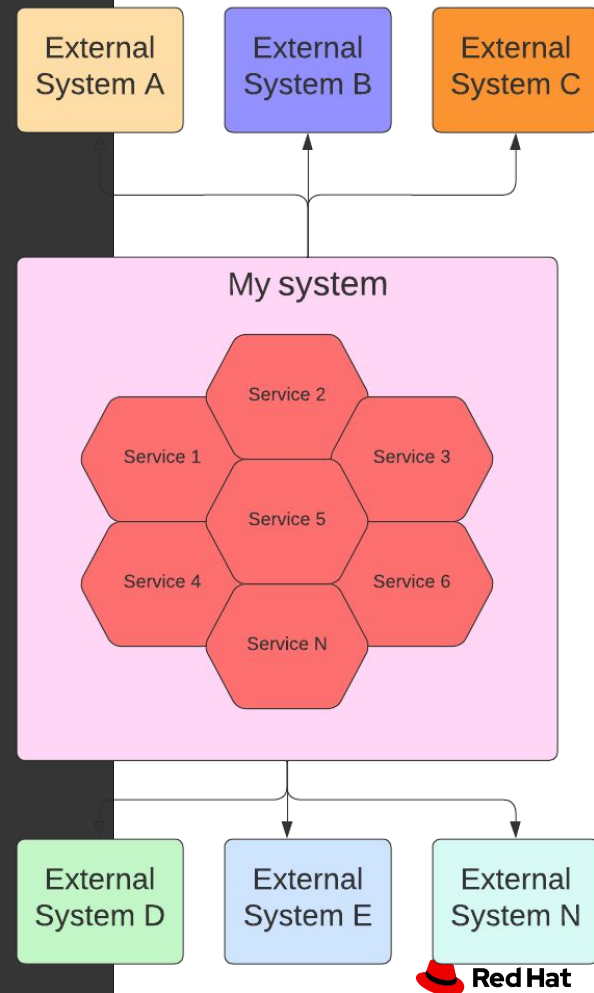 External
System A
External
System B
External
System C
My system
Service 2
Service 1
Service 3
Service 5
Service 4
Service 6
Service N
External
System D
External
System E
External
System N
Red Hat